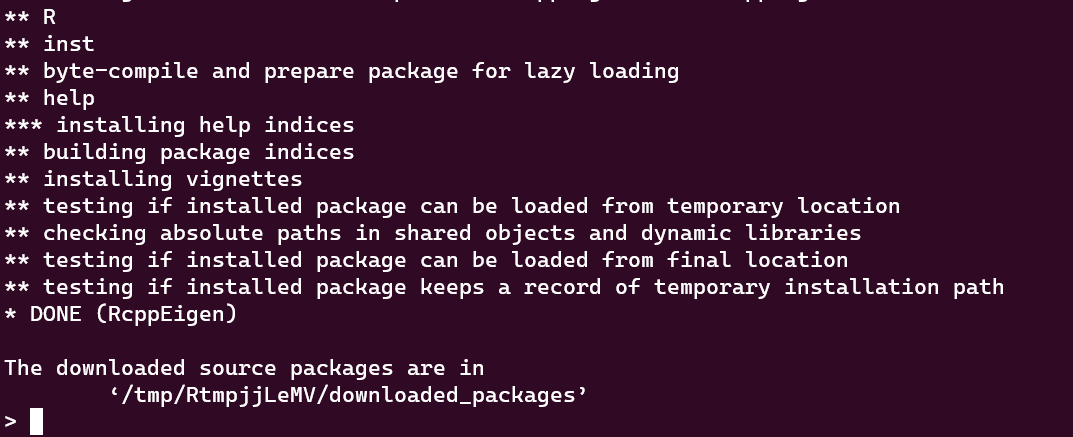 ** R
** inst
** byte-compile and prepare package for lazy loading
** help
*** installing help indices
** building package indices
** installing vignettes
** testing if installed package can be loaded from temporary location
** checking absolute paths in shared objects and dynamic libraries
** testing if installed package can be loaded from final location
** testing if installed package keeps a record of temporary installation path
* DONE (RcppEigen)
The downloaded source packages are in
‘/tmp/RtmpjjLeMV/downloaded_packages’
>